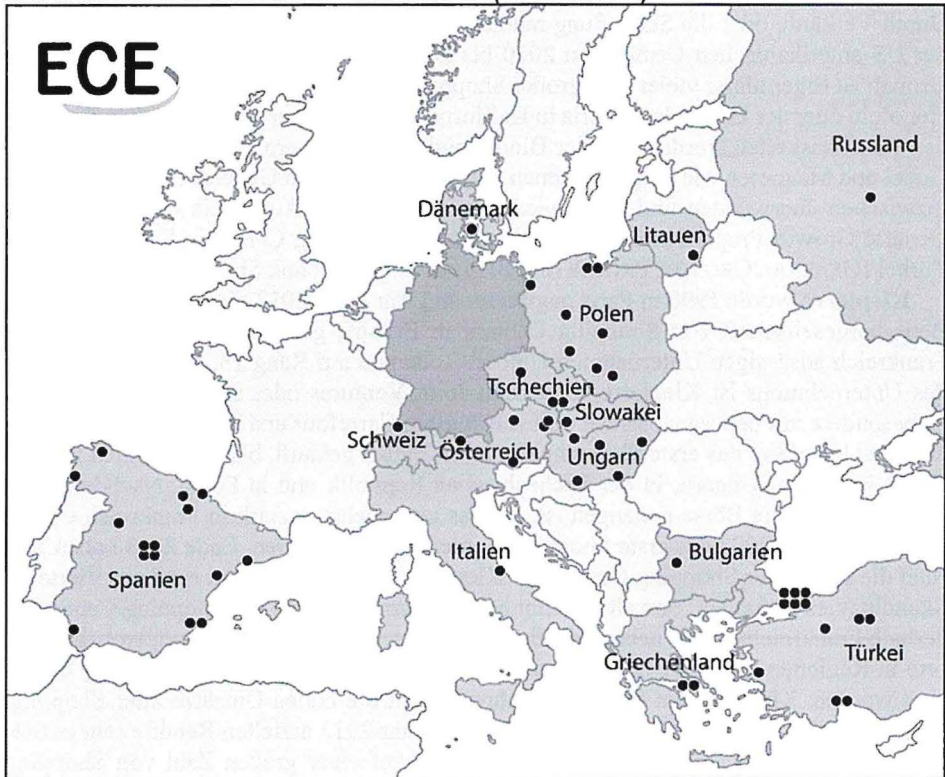 ECE
Russland
Dänemark
Litauen
Polen
Tschechien
Slowakei
Schweiz
Österreich
Ungarn
Italien
Bulgarien
Spanien
Griechenland
Türkei